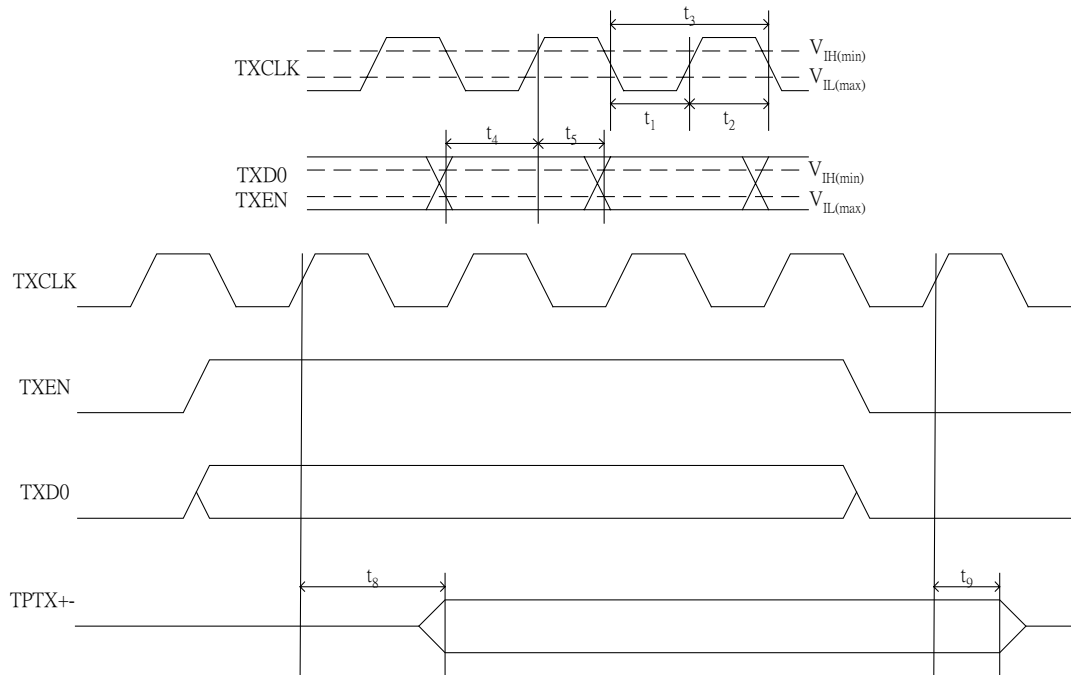 t3
VIH(min)
TXCLK
VIL(max)
t1
t2
t4
t5
TXD0
VIH(min)
TXEN
VIL(max)
TXCLK
TXEN
TXD0
t8
t9
TPTX+-